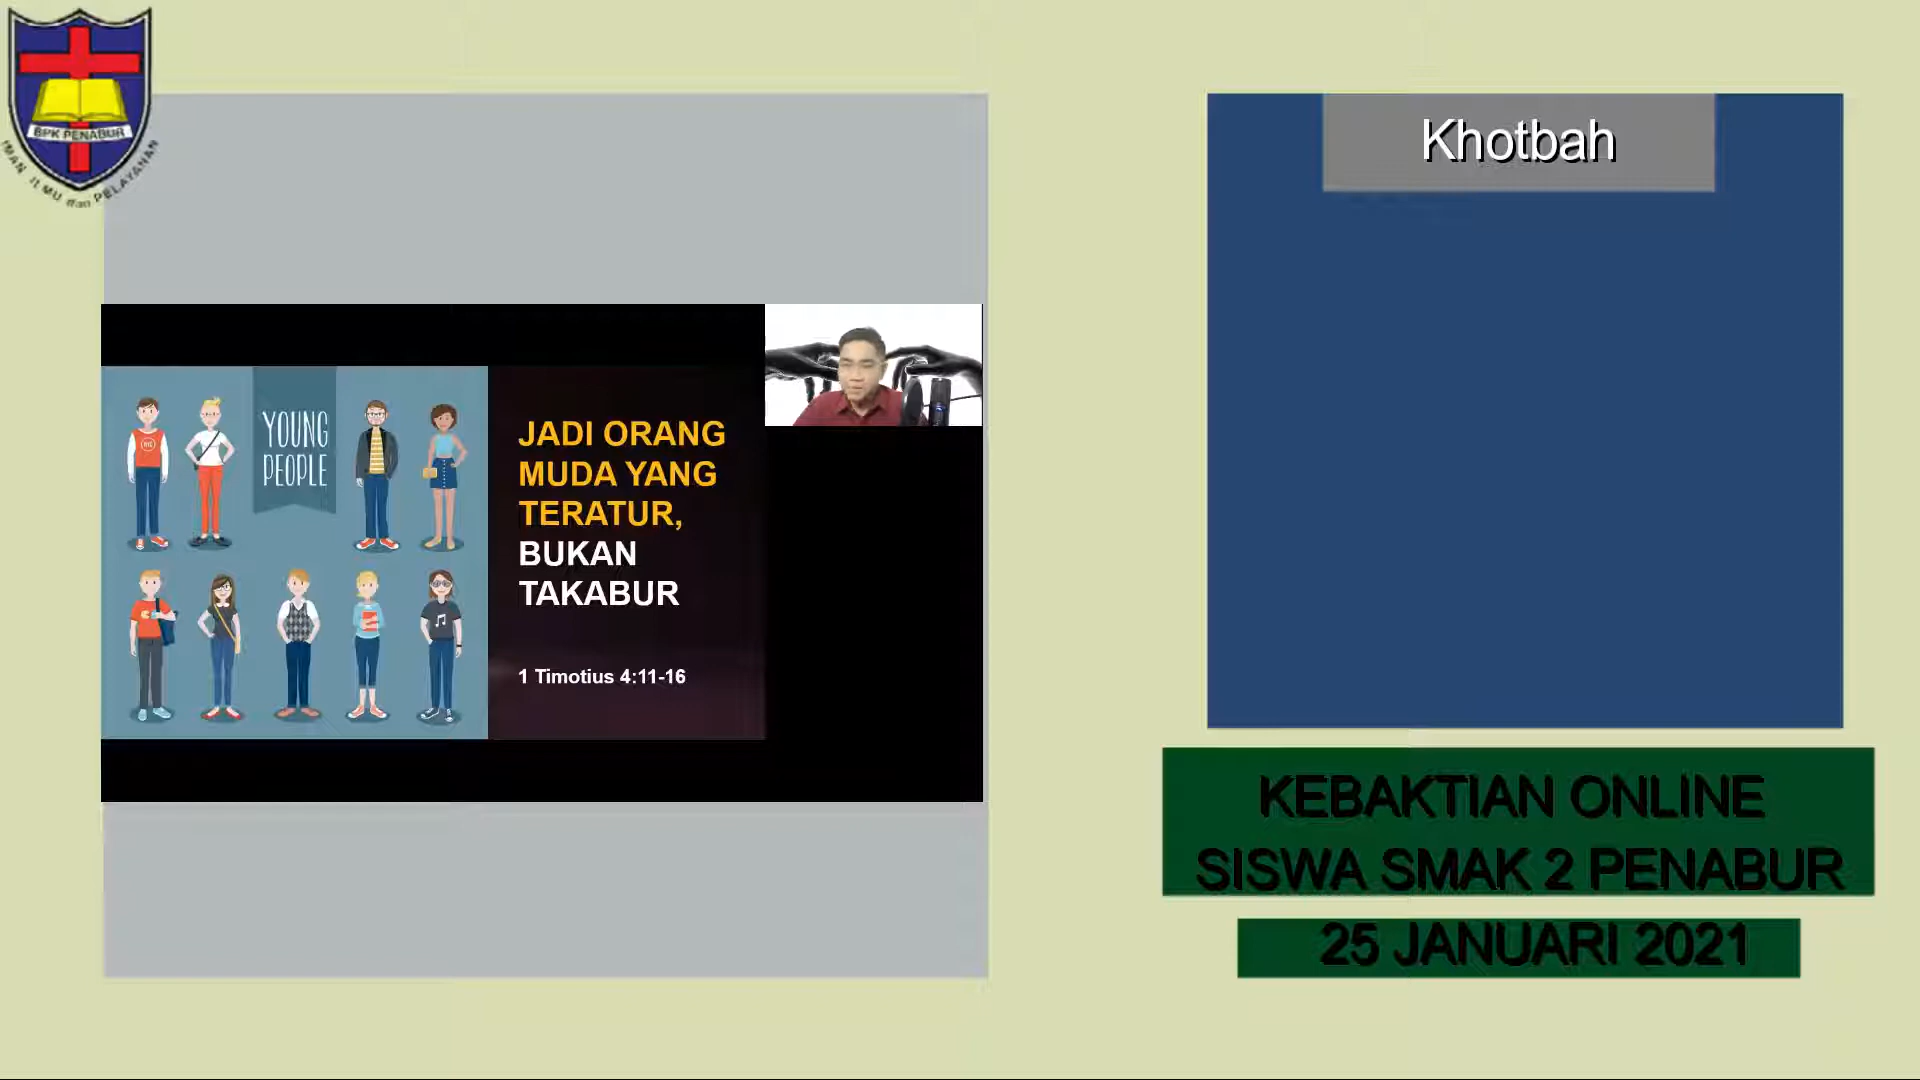 BPK PENABUR
IMAN ILMU dan PELAYANAN
Khotbah
YOUNG
PEOPLE
JADI ORANG
MUDA YANG
TERATUR,
BUKAN
TAKABUR
1 Timotius 4:11-16
KEBAKTIAN ONLINE
SISWA SMAK 2 PENABUR
25 JANUARI 2021